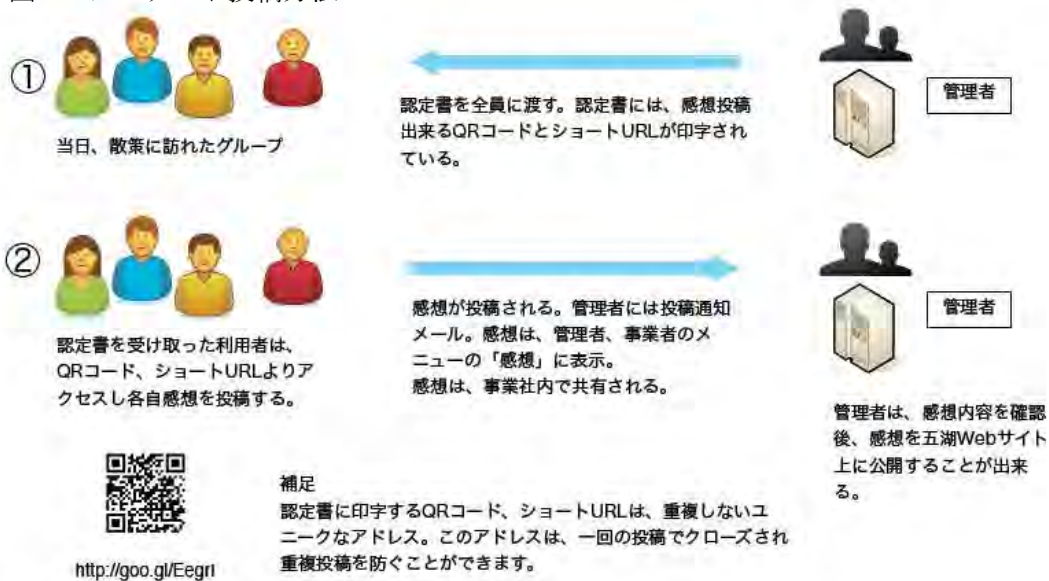 ①
当日、散策に訪れたグループ
認定書を全員に渡す。認定書には、感想投稿
出来るQRコードとショートURLが印字され
ている。
管理者
②
認定書を受け取った利用者は、
QRコード、ショートURLよりア
クセスし各自感想を投稿する。
感想が投稿される。管理者には投稿通知
メール。感想は、管理者、事業者のメ
ニューの「感想」に表示。
感想は、事業社内で共有される。
管理者
管理者は、感想内容を確認
後、感想を五湖Webサイト
上に公開することが出来
る。
http://goo.gl/Eegrl
補足
認定書に印字するQRコード、ショートURLは、重複しないユ
ニークなアドレス。このアドレスは、一回の投稿でクローズされ
重複投稿を防ぐことができます。